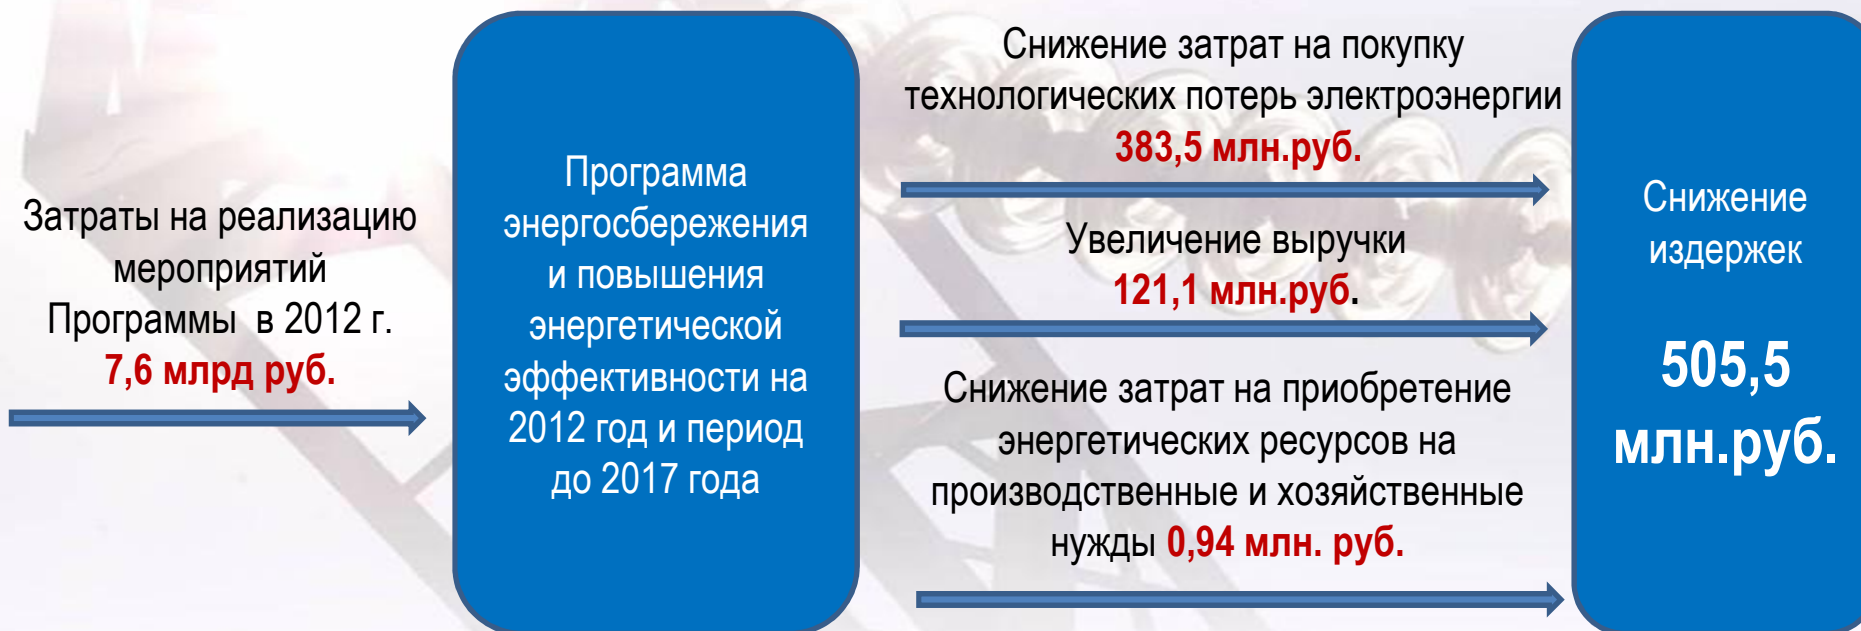 Затраты на реализацию
мероприятий
Программы в 2012 г.
7,6 млрд руб.
Программа
энергосбережения
и повышения
энергетической
эффективности на
2012 год и период
до 2017 года
Снижение затрат на покупку
технологических потерь электроэнергии
383,5 млн.руб.
Увеличение выручки
121,1 млн.руб.
Снижение затрат на приобретение
энергетических ресурсов на
производственные и хозяйственные
нужды 0,94 млн. руб.
Снижение
издержек
505,5
млн.руб.